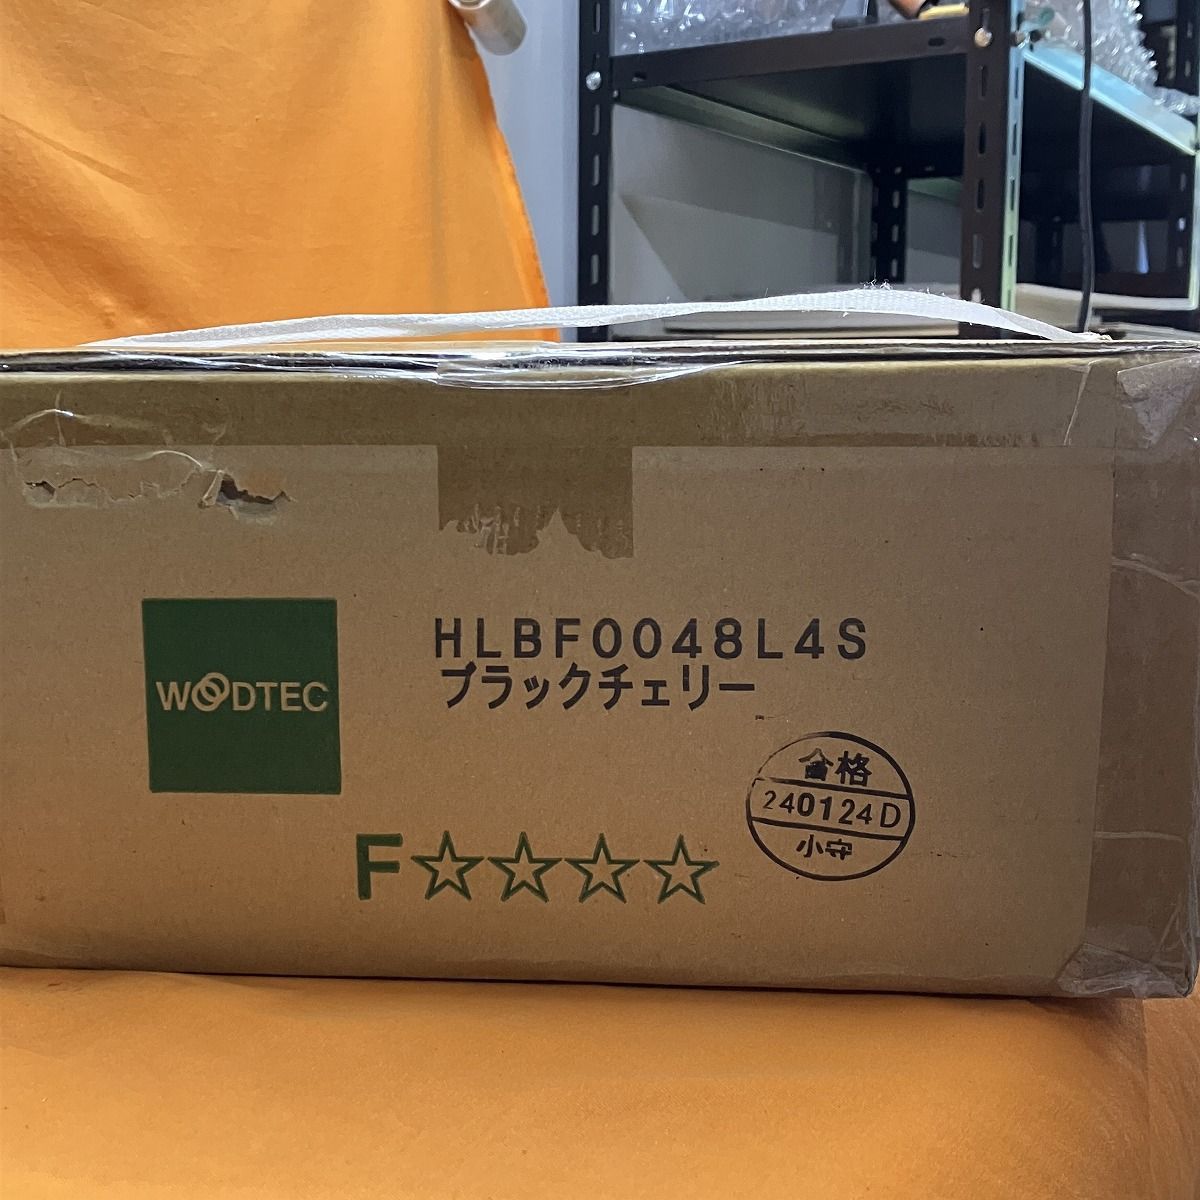 WOODTEC
HLBF0048L4S
ブラックチェリー
合格
240124D
小守
F☆☆☆☆